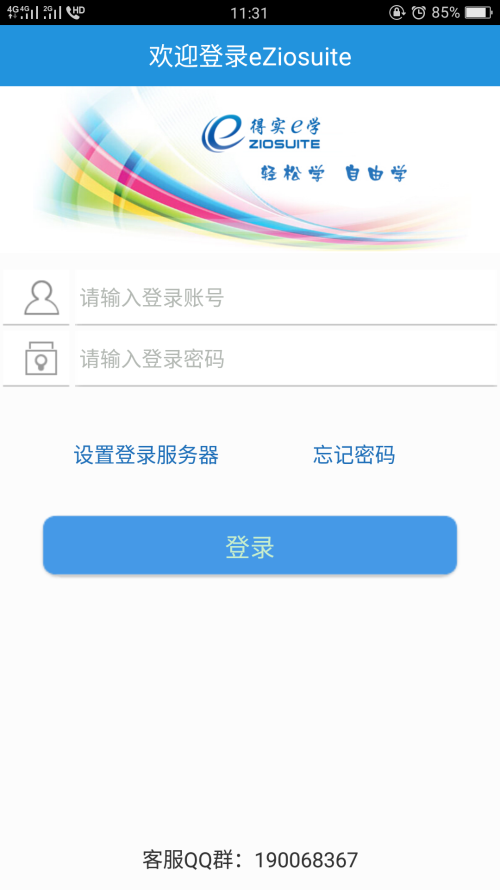 4G 4G 2G HD 11:31 85%
欢迎登录eZiosuite
得实e学
ZIOSUITE
轻松学 自由学
请输入登录账号
请输入登录密码
设置登录服务器 忘记密码
登录
客服QQ群：190068367